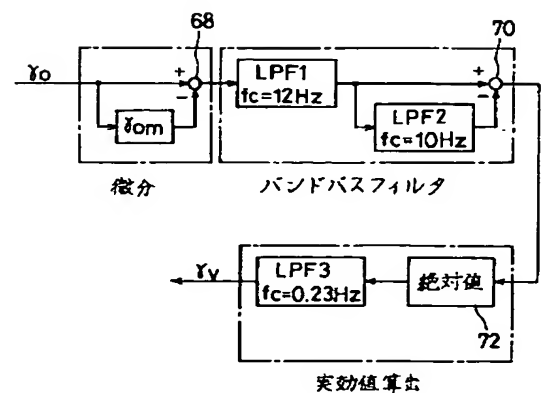 68
70
γo
+
−
γom
LPF1
fc=12Hz
+
−
LPF2
fc=10Hz
微分
バンドパスフィルタ
γv
LPF3
fc=0.23Hz
絶対値
72
実効値算出